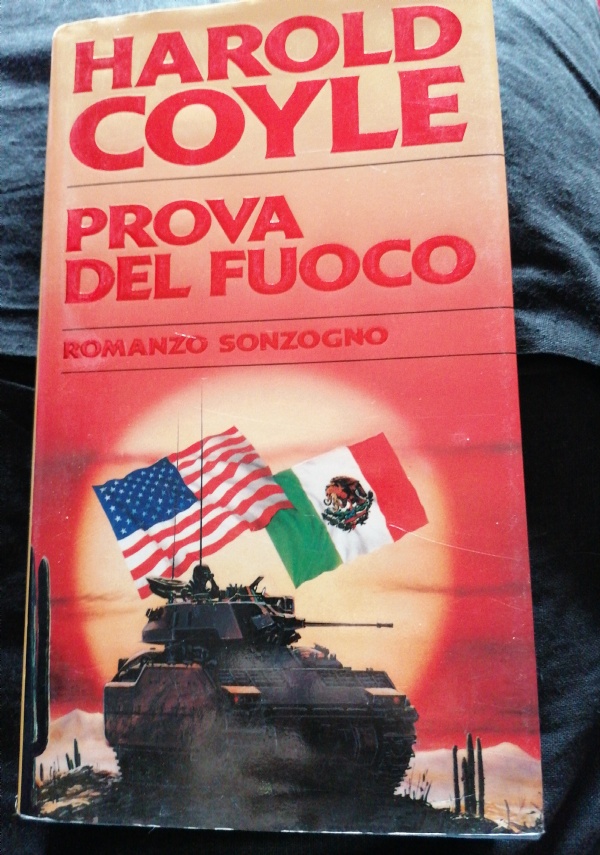 HAROLD
COYLE
PROVA
DEL FUOCO
ROMANZO SONZOGNO